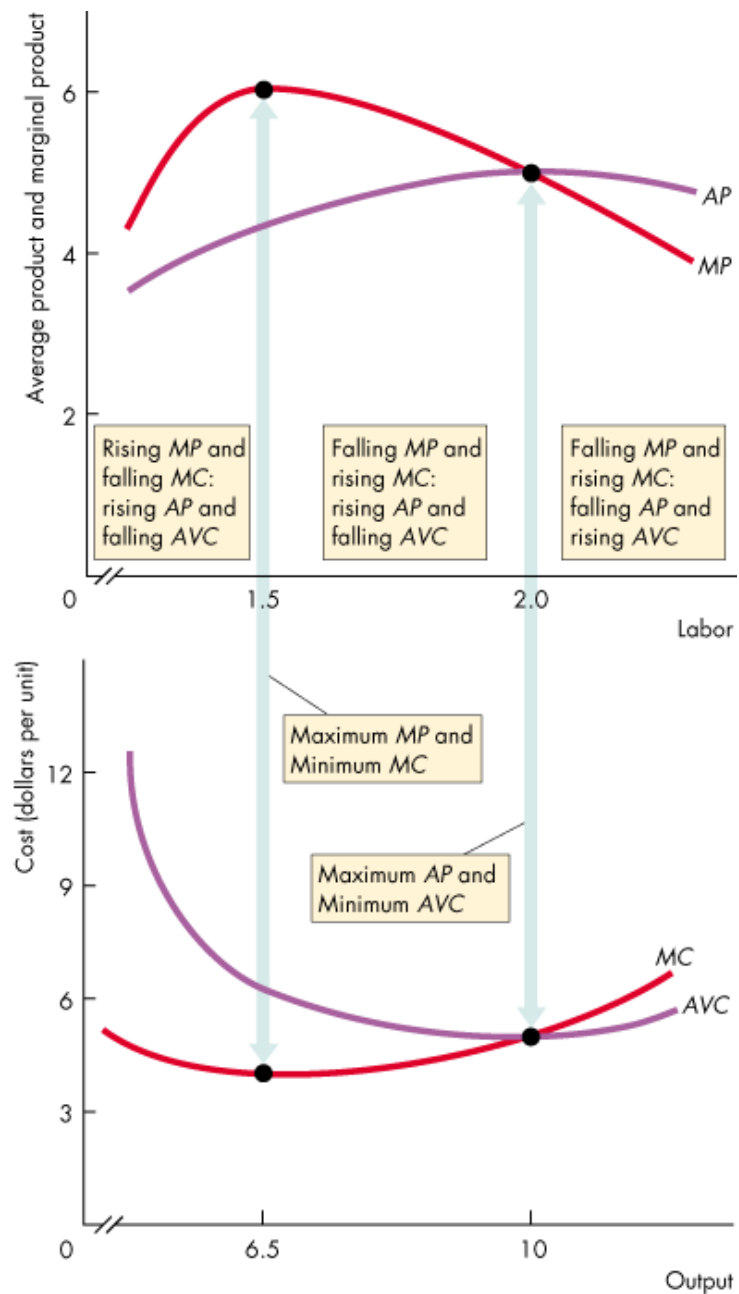 Average product and marginal product
6
4
2
0
AP
MP
Rising MP and
falling MC:
rising AP and
falling AVC
Falling MP and
rising MC:
rising AP and
falling AVC
Falling MP and
rising MC:
falling AP and
rising AVC
1.5
2.0
Labor
Cost (dollars per unit)
12
9
6
3
0
Maximum MP and
Minimum MC
Maximum AP and
Minimum AVC
MC
AVC
6.5
10
Output